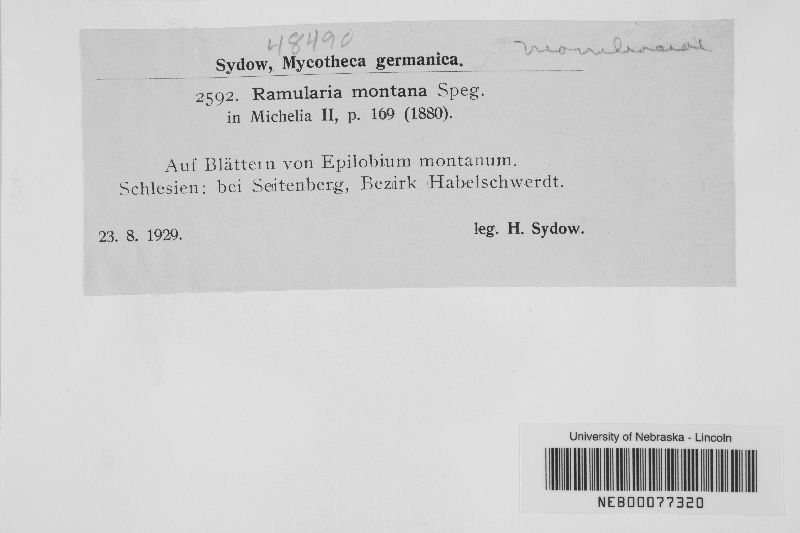 48490
Moniliaceae
Sydow, Mycotheca germanica.
2592. Ramularia montana Speg.
in Michelia II, p. 169 (1880).
Auf Blättern von Epilobium montanum.
Schlesien: bei Seitenberg, Bezirk Habelschwerdt.
23. 8. 1929. leg. H. Sydow.
University of Nebraska - Lincoln
NEB00077320